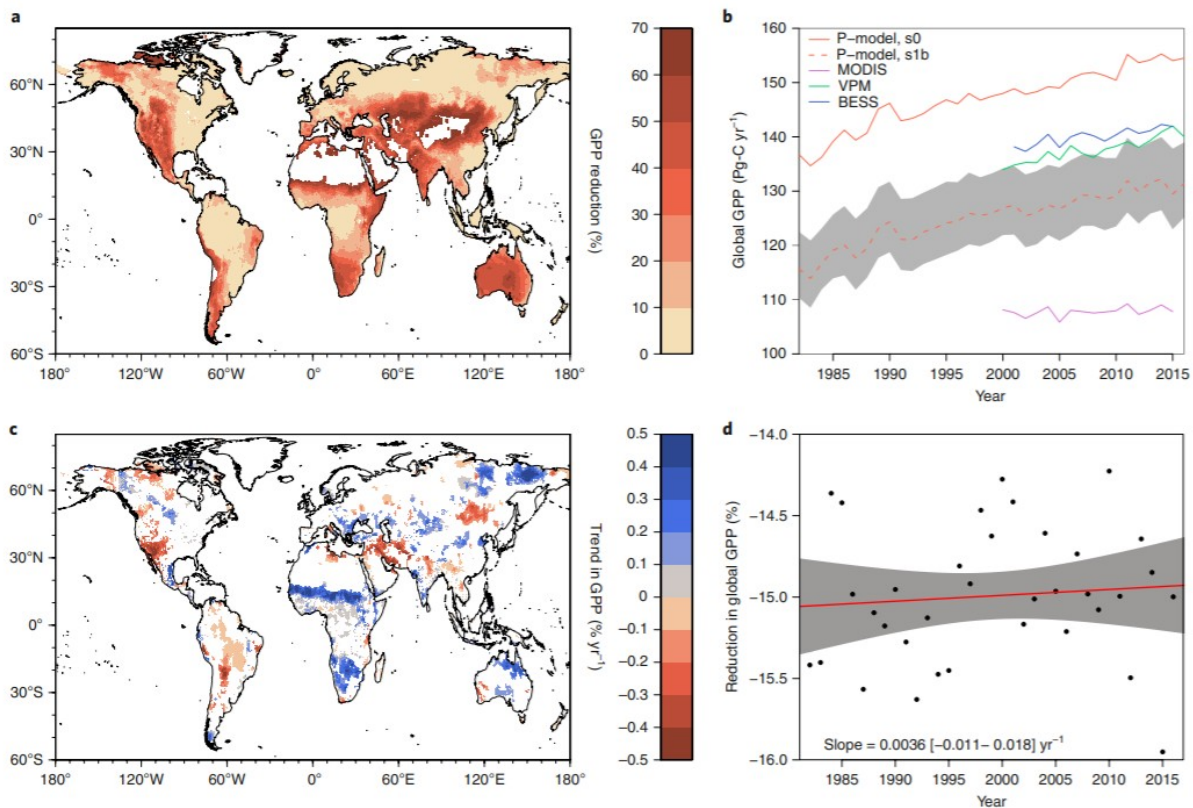 a
60°N
30°N
0°
30°S
60°S
120°W
60°W
0°
60°E
120°E
180°
70
60
50
40
30
20
10
0
GPP reduction (%)
b
160
150
140
130
120
110
100
Global GPP (Pg-C yr⁻¹)
P-model, s0
P-model, s1b
MODIS
VPM
BESS
1985
1990
1995
2000
2005
2010
2015
Year
c
60°N
30°N
0°
30°S
60°S
180°
120°W
60°W
0°
60°E
120°E
180°
0.5
0.4
0.3
0.2
0.1
0
−0.1
−0.2
−0.3
−0.4
−0.5
Trend in GPP (% yr⁻¹)
d
−14.0
−14.5
−15.0
−15.5
−16.0
Reduction in global GPP (%)
Slope = 0.0036 [−0.011– 0.018] yr⁻¹
1985
1990
1995
2000
2005
2010
2015
Year